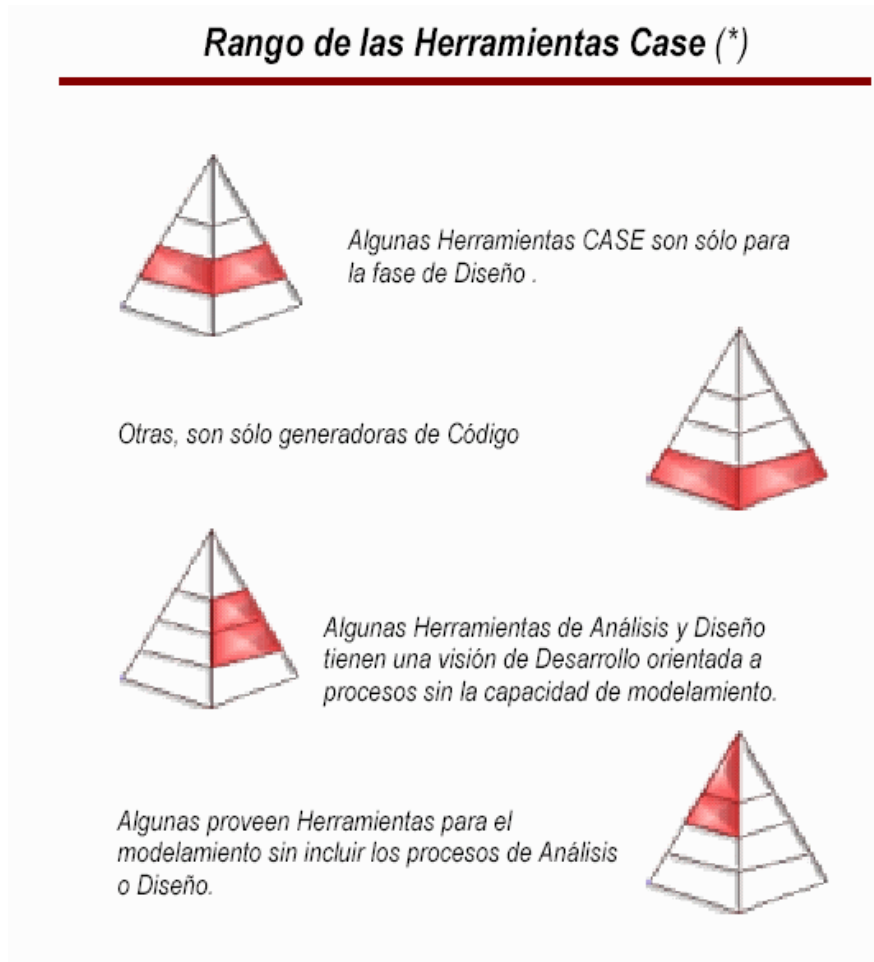 Rango de las Herramientas Case (*)
Algunas Herramientas CASE son sólo para
la fase de Diseño .
Otras, son sólo generadoras de Código
Algunas Herramientas de Análisis y Diseño
tienen una visión de Desarrollo orientada a
procesos sin la capacidad de modelamiento.
Algunas proveen Herramientas para el
modelamiento sin incluir los procesos de Análisis
o Diseño.